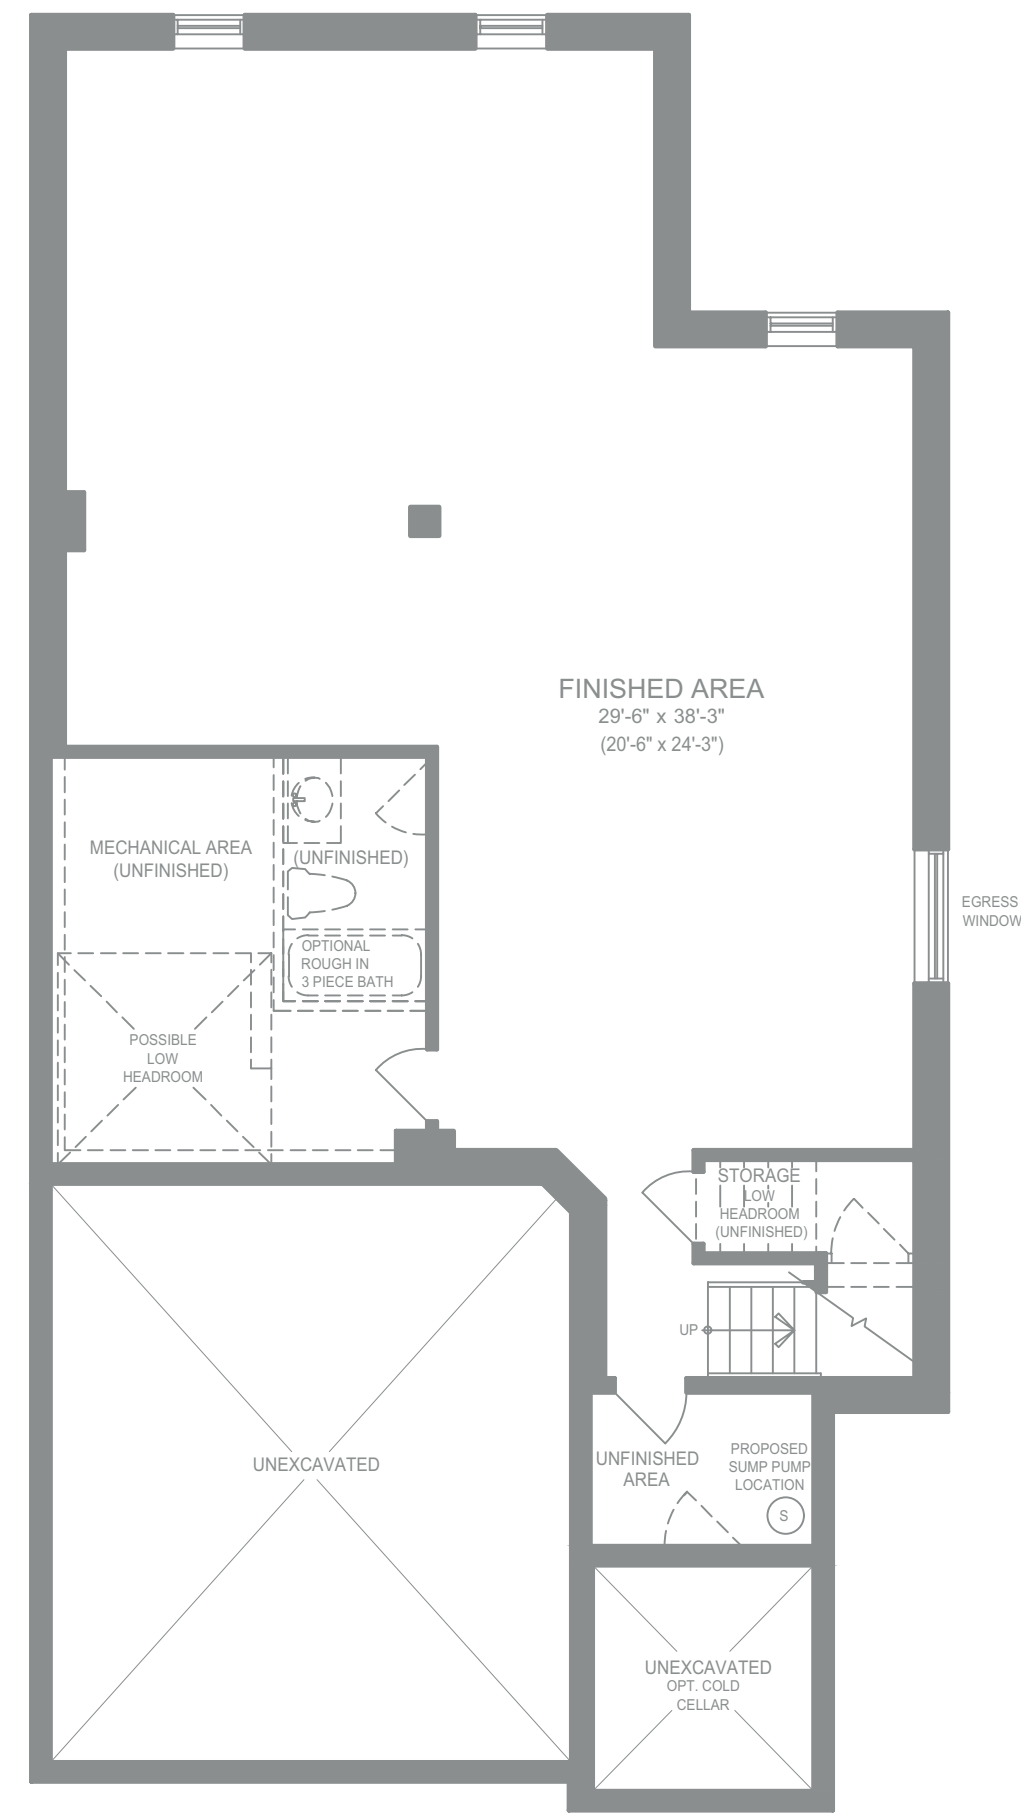 FINISHED AREA
29'-6" x 38'-3"
(20'-6" x 24'-3")
MECHANICAL AREA
(UNFINISHED)
(UNFINISHED)
EGRESS
WINDOW
OPTIONAL
ROUGH IN
3 PIECE BATH
POSSIBLE
LOW
HEADROOM
STORAGE
LOW
HEADROOM
(UNFINISHED)
UP
UNEXCAVATED
UNFINISHED
AREA
PROPOSED
SUMP PUMP
LOCATION
S
UNEXCAVATED
OPT. COLD
CELLAR